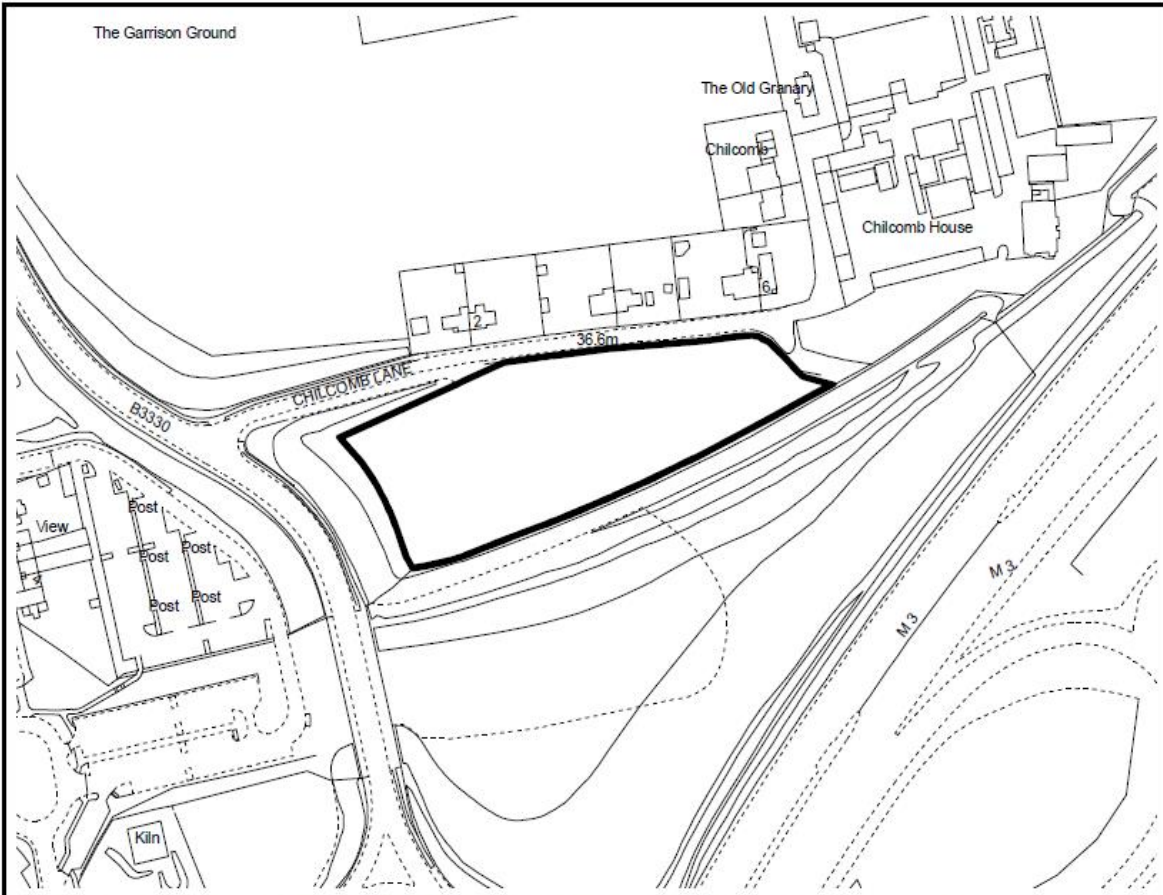 The Garrison Ground
The Old Granary
Chilcomb
Chilcomb House
6
2
36.6m
CHILCOMB LANE
B3330
View
Post
Post
Post
Post
Post
M 3
M 3
Kiln